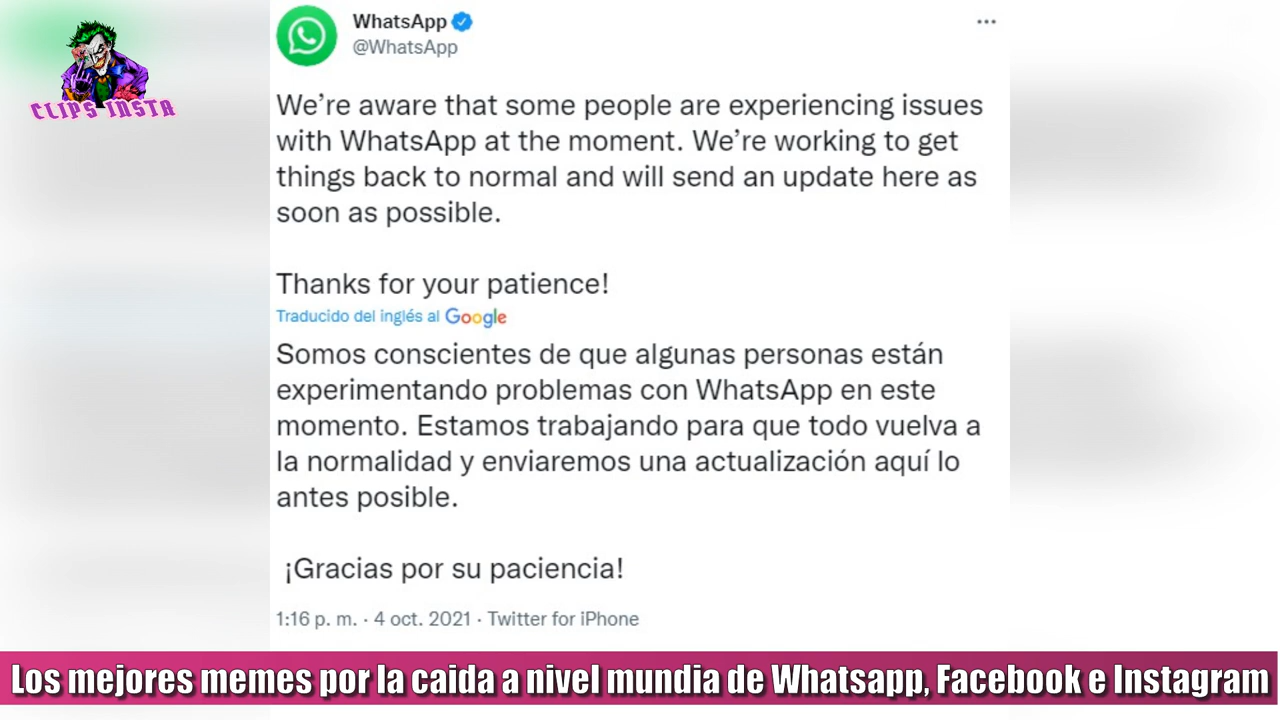 WhatsApp
@WhatsApp
CLIPS INSTA
We're aware that some people are experiencing issues
with WhatsApp at the moment. We're working to get
things back to normal and will send an update here as
soon as possible.
Thanks for your patience!
Traducido del inglés al Google
Somos conscientes de que algunas personas están
experimentando problemas con WhatsApp en este
momento. Estamos trabajando para que todo vuelva a
la normalidad y enviaremos una actualización aquí lo
antes posible.
¡Gracias por su paciencia!
1:16 p. m. · 4 oct. 2021 · Twitter for iPhone
Los mejores memes por la caida a nivel mundia de Whatsapp, Facebook e Instagram